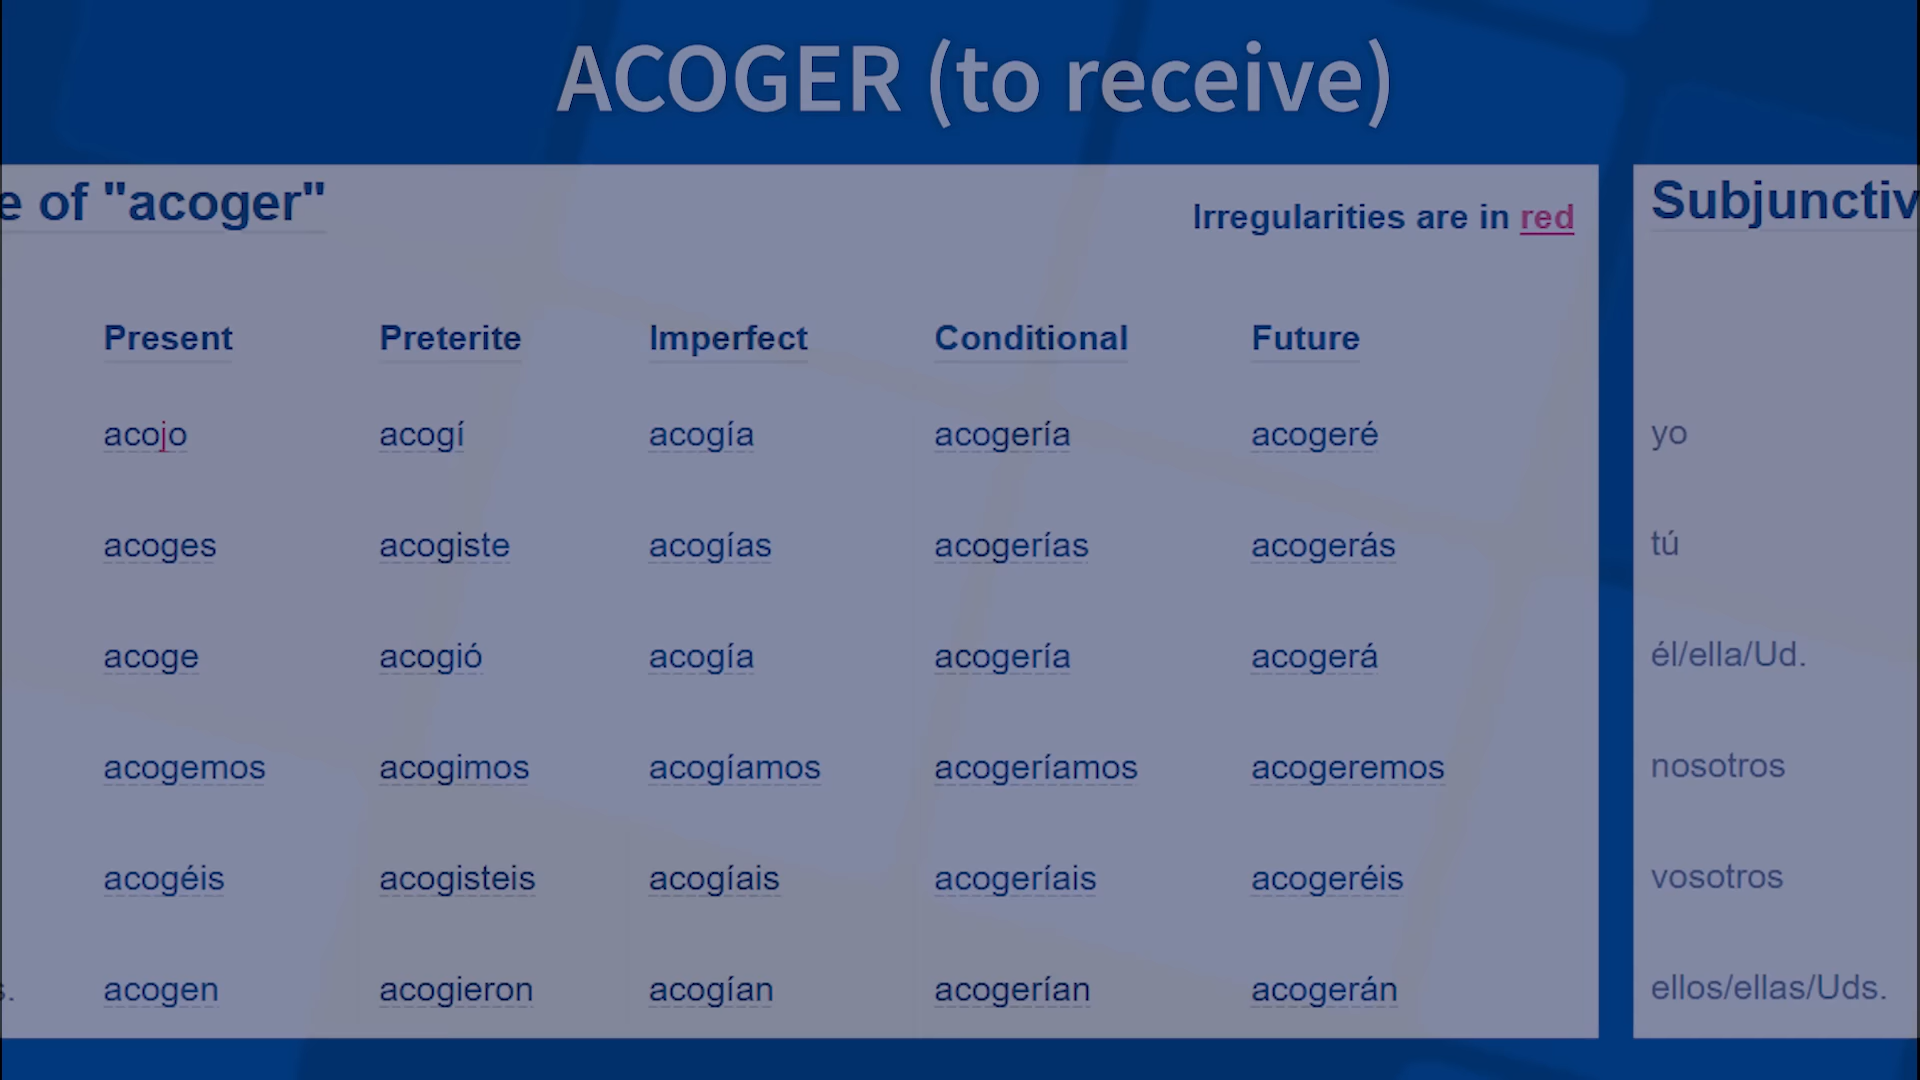 ACOGER (to receive)
e of "acoger"
Irregularities are in red
Subjunctiv
Present Preterite Imperfect Conditional Future
acojo acogí acogía acogería acogeré yo
acoges acogiste acogías acogerías acogerás tú
acoge acogió acogía acogería acogerá él/ella/Ud.
acogemos acogimos acogíamos acogeríamos acogeremos nosotros
acogéis acogisteis acogíais acogeríais acogeréis vosotros
s. acogen acogieron acogían acogerían acogerán ellos/ellas/Uds.